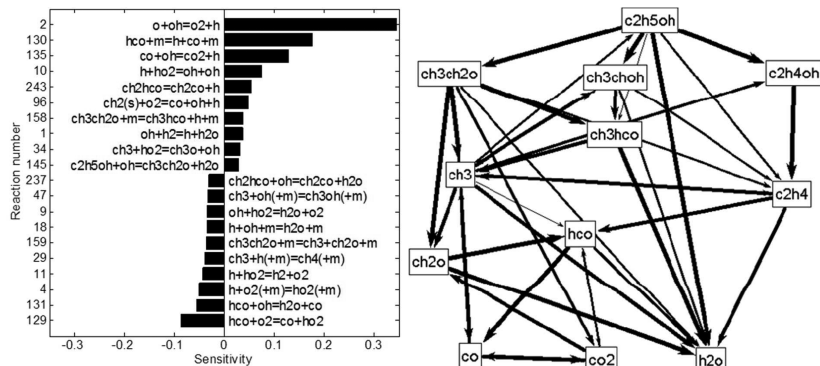 2
o+oh=o2+h
130
hco+m=h+co+m
135
co+oh=co2+h
10
h+ho2=oh+oh
243
ch2hco=ch2co+h
96
ch2(s)+o2=co+oh+h
158
ch3ch2o+m=ch3hco+h+m
1
oh+h2=h+h2o
34
ch3+ho2=ch3o+oh
145
c2h5oh+oh=ch3ch2o+h2o
237
ch2hco+oh=ch2co+h2o
47
ch3+oh(+m)=ch3oh(+m)
9
oh+ho2=h2o+o2
18
h+oh+m=h2o+m
159
ch3ch2o+m=ch3+ch2o+m
29
ch3+h(+m)=ch4(+m)
11
h+ho2=h2+o2
4
h+o2(+m)=ho2(+m)
131
hco+oh=h2o+co
129
hco+o2=co+ho2
Reaction number
-0.3
-0.2
-0.1
0
0.1
0.2
0.3
Sensitivity
c2h5oh
ch3ch2o
ch3choh
c2h4oh
ch3hco
ch3
c2h4
hco
ch2o
co
co2
h2o